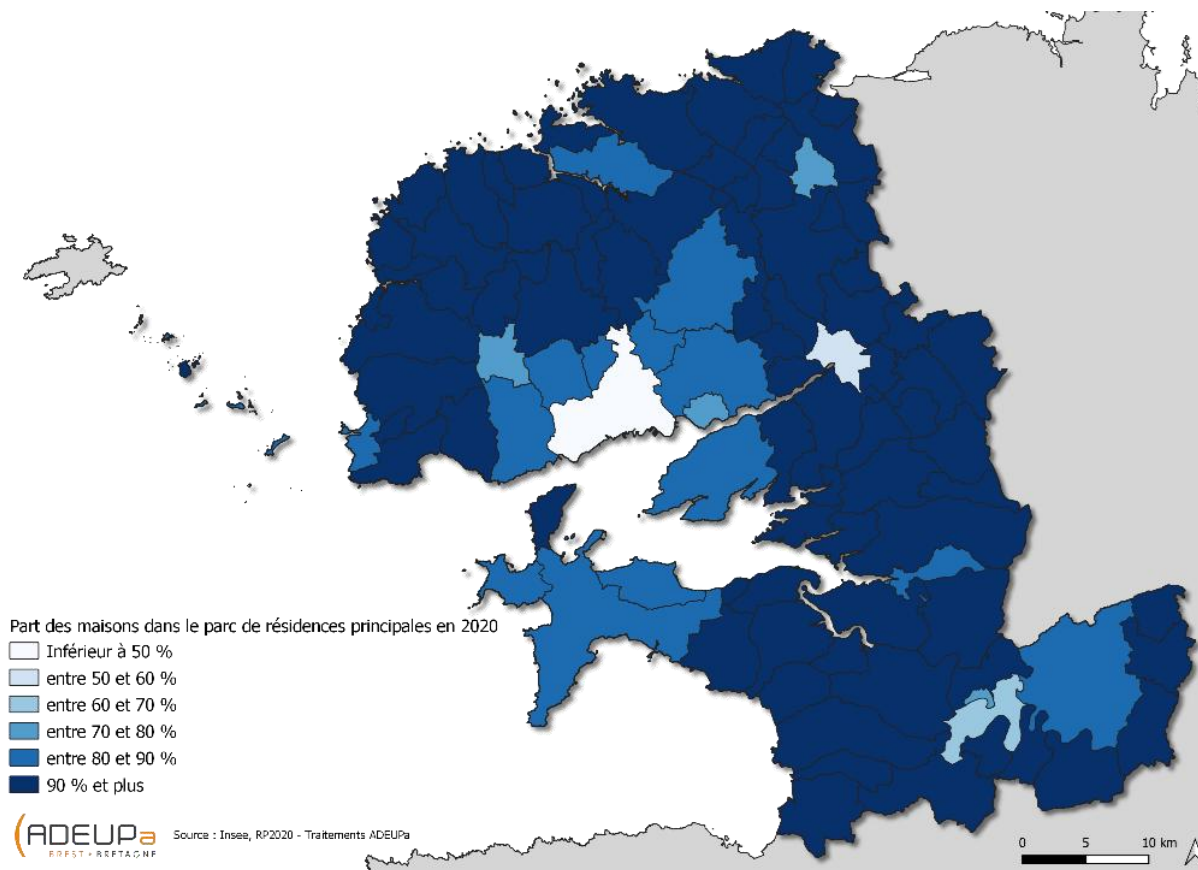 Part des maisons dans le parc de résidences principales en 2020
Inférieur à 50 %
entre 50 et 60 %
entre 60 et 70 %
entre 70 et 80 %
entre 80 et 90 %
90 % et plus
ADEUPa
BREST • BRETAGNE
Source : Insee, RP2020 - Traitements ADEUPa
0 5 10 km